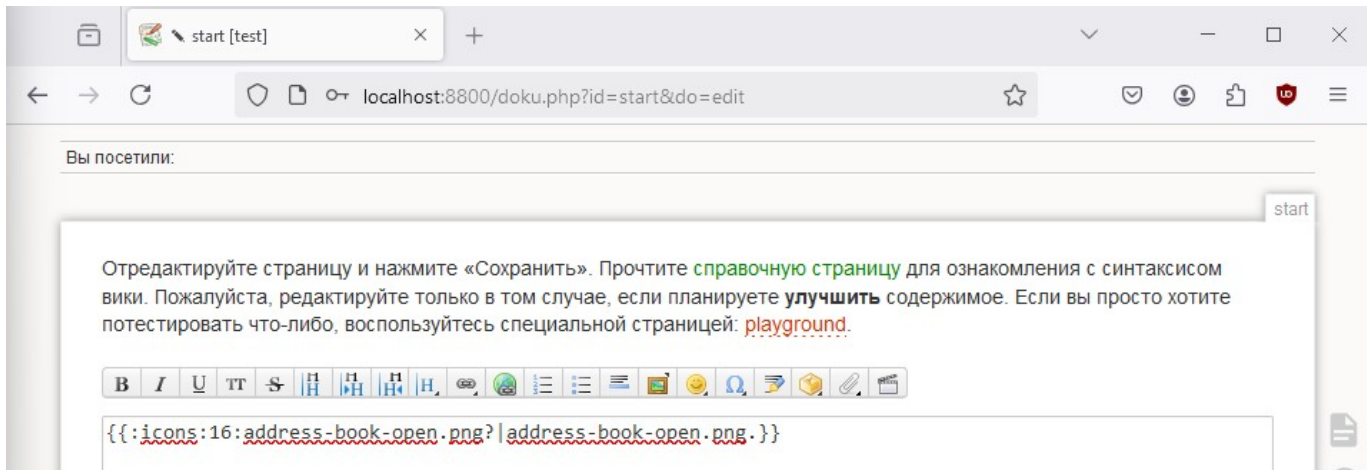 start [test]
localhost:8800/doku.php?id=start&do=edit
Вы посетили:
start
Отредактируйте страницу и нажмите «Сохранить». Прочтите справочную страницу для ознакомления с синтаксисом
вики. Пожалуйста, редактируйте только в том случае, если планируете улучшить содержимое. Если вы просто хотите
потестировать что-либо, воспользуйтесь специальной страницей: playground.
B I U TT S H H H H Ω
{{:icons:16:address-book-open.png?|address-book-open.png.}}